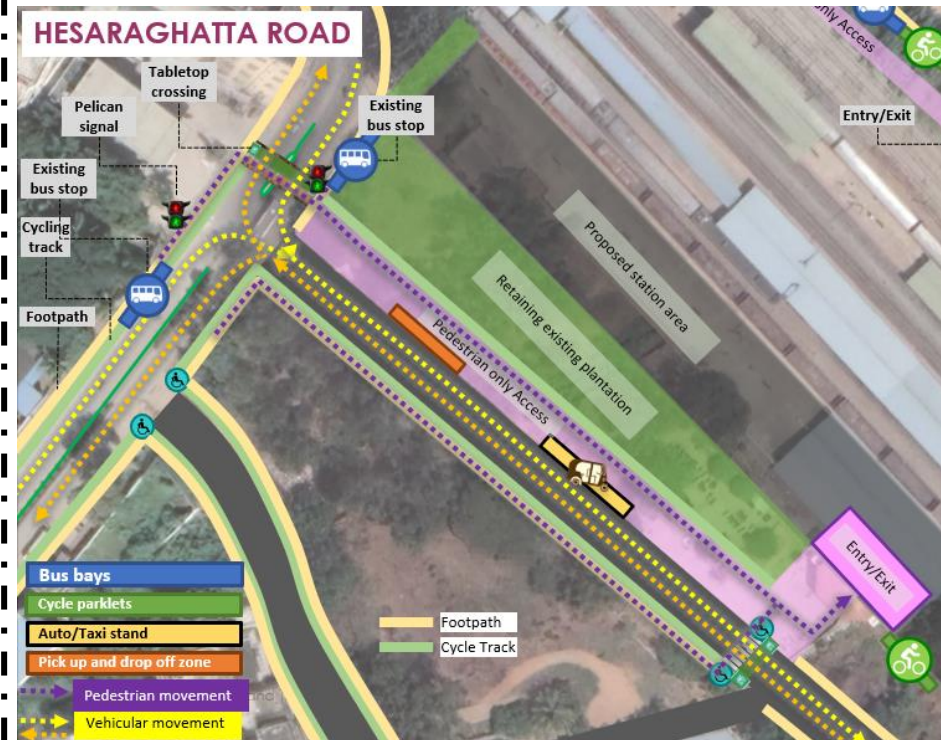 HESARAGHATTA ROAD
Tabletop
crossing
Pelican
signal
Existing
bus stop
Existing
bus stop
Cycling
track
Footpath
only Access
Entry/Exit
Proposed station area
Retaining existing plantation
Pedestrian only Access
Entry/Exit
Bus bays
Cycle parklets
Auto/Taxi stand
Pick up and drop off zone
Pedestrian movement
Vehicular movement
Footpath
Cycle Track